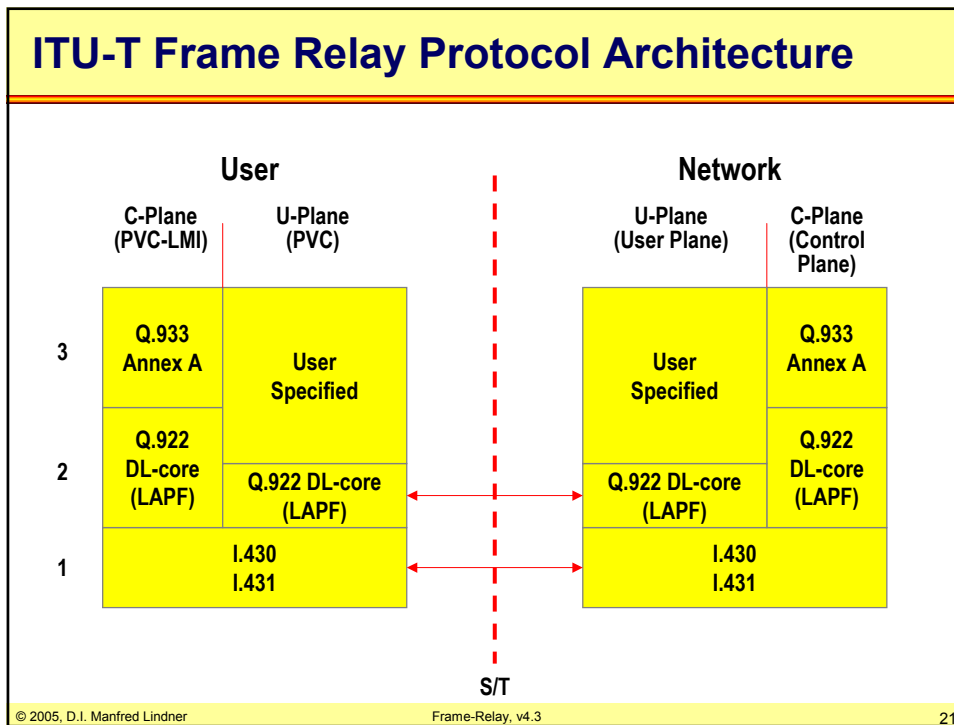 ITU-T Frame Relay Protocol Architecture
User
Network
C-Plane
(PVC-LMI)
U-Plane
(PVC)
U-Plane
(User Plane)
C-Plane
(Control
Plane)
3
Q.933
Annex A
User
Specified
User
Specified
Q.933
Annex A
2
Q.922
DL-core
(LAPF)
Q.922 DL-core
(LAPF)
Q.922 DL-core
(LAPF)
Q.922
DL-core
(LAPF)
1
I.430
I.431
I.430
I.431
S/T
© 2005, D.I. Manfred Lindner
Frame-Relay, v4.3
21